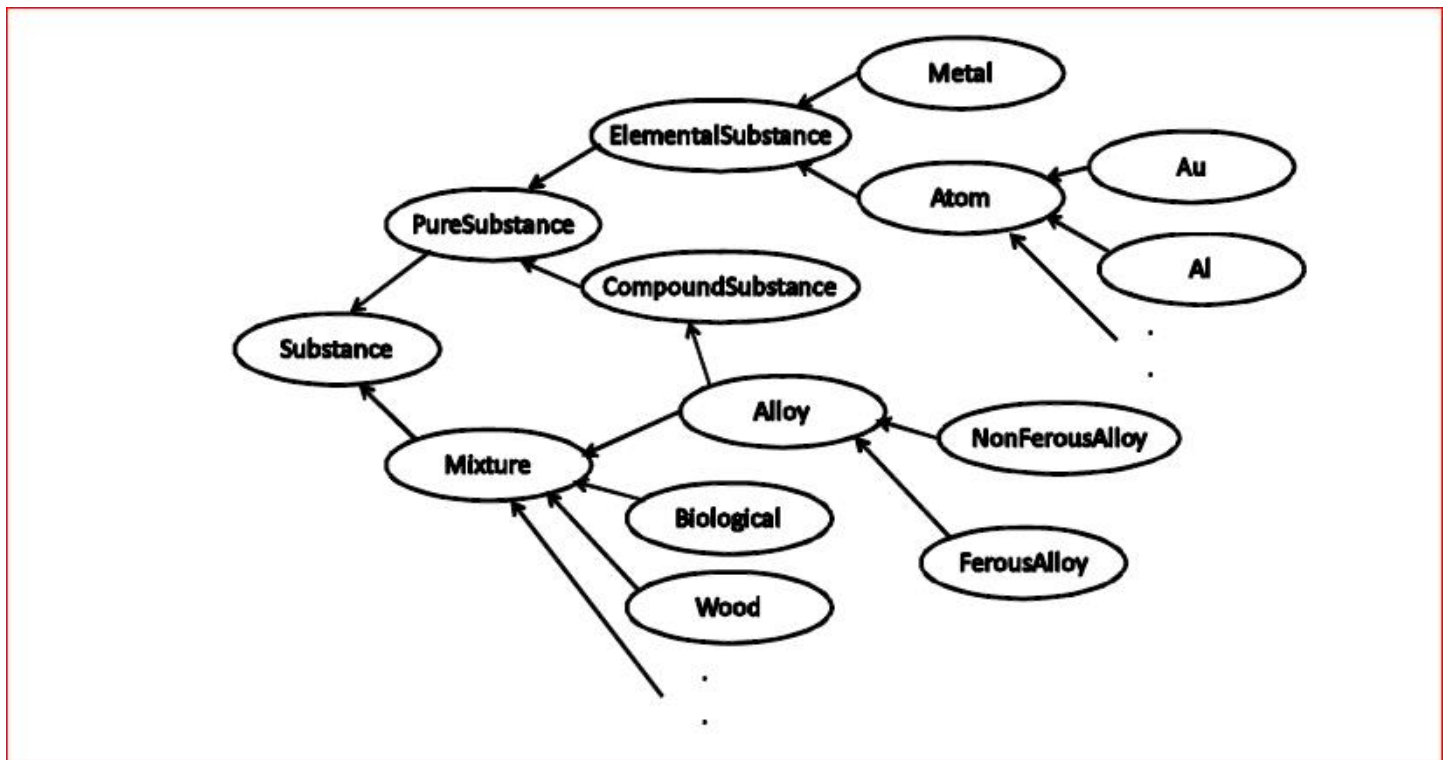 Metal
ElementalSubstance
Au
Atom
PureSubstance
Al
CompoundSubstance
Substance
Alloy
NonFerousAlloy
Mixture
Biological
FerousAlloy
Wood